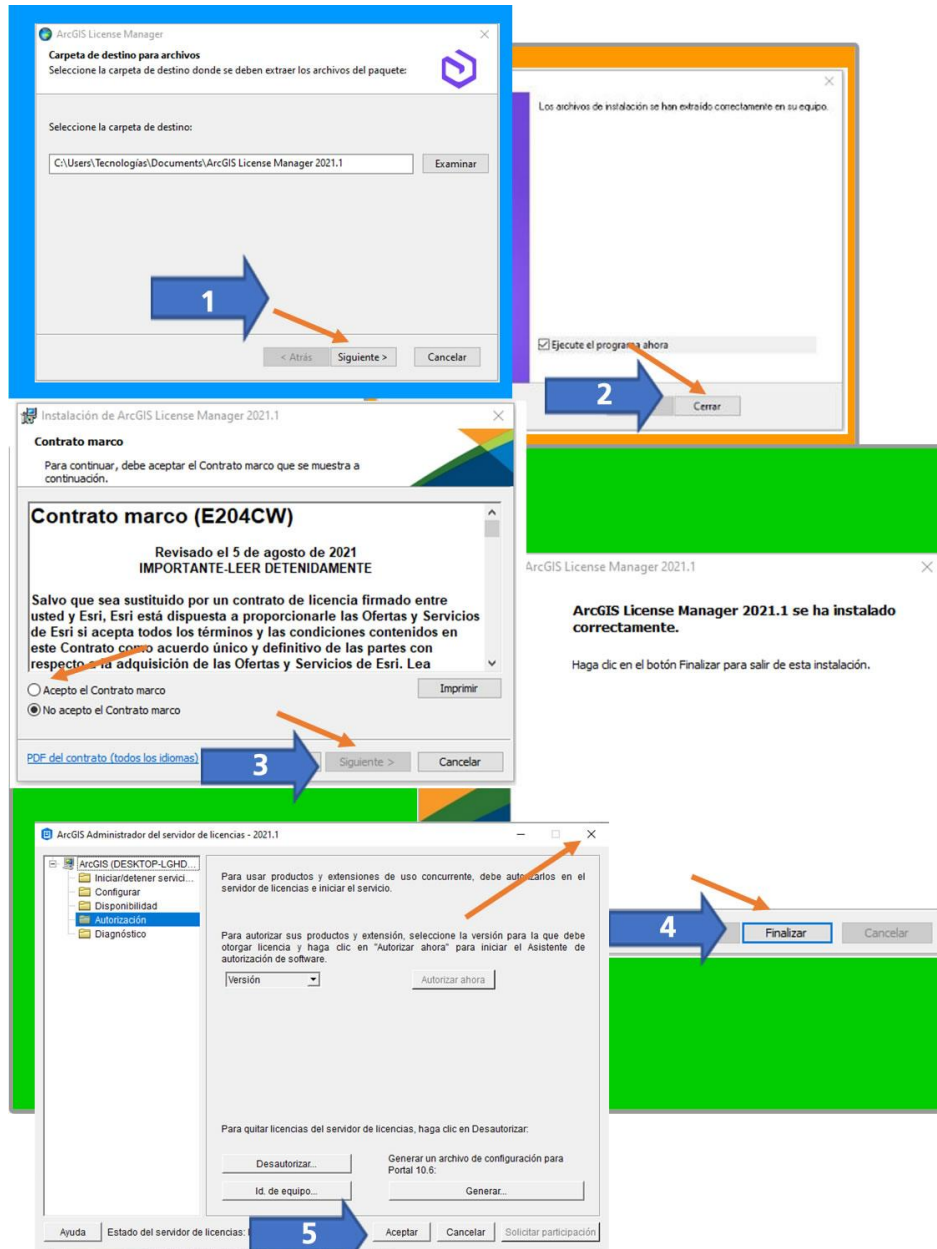 ArcGIS License Manager
Carpeta de destino para archivos
Seleccione la carpeta de destino donde se deben extraer los archivos del paquete:
Seleccione la carpeta de destino:
C:\Users\Tecnologías\Documents\ArcGIS License Manager 2021.1
Examinar
1
< Atrás
Siguiente >
Cancelar
Los archivos de instalación se han extraído correctamente en su equipo.
Ejecute el programa ahora
2
Cerrar
Instalación de ArcGIS License Manager 2021.1
Contrato marco
Para continuar, debe aceptar el Contrato marco que se muestra a
continuación.
Contrato marco (E204CW)
Revisado el 5 de agosto de 2021
IMPORTANTE-LEER DETENIDAMENTE
Salvo que sea sustituido por un contrato de licencia firmado entre
usted y Esri, Esri está dispuesta a proporcionarle las Ofertas y Servicios
de Esri si acepta todos los términos y las condiciones contenidos en
este Contrato como acuerdo único y definitivo de las partes con
respecto a la adquisición de las Ofertas y Servicios de Esri. Lea
Acepto el Contrato marco
Imprimir
No acepto el Contrato marco
PDF del contrato (todos los idiomas)
3
Siguiente >
Cancelar
ArcGIS License Manager 2021.1
ArcGIS License Manager 2021.1 se ha instalado
correctamente.
Haga clic en el botón Finalizar para salir de esta instalación.
4
Finalizar
Cancelar
ArcGIS Administrador del servidor de licencias - 2021.1
ArcGIS (DESKTOP-LGHD...
Iniciar/detener servici...
Configurar
Disponibilidad
Autorización
Diagnóstico
Para usar productos y extensiones de uso concurrente, debe autorizarlos en el
servidor de licencias e iniciar el servicio.
Para autorizar sus productos y extensión, seleccione la versión para la que debe
otorgar licencia y haga clic en "Autorizar ahora" para iniciar el Asistente de
autorización de software.
Versión
Autorizar ahora
Para quitar licencias del servidor de licencias, haga clic en Desautorizar:
Desautorizar...
Generar un archivo de configuración para
Portal 10.6:
Id. de equipo...
Generar...
Ayuda
Estado del servidor de licencias:
5
Aceptar
Cancelar
Solicitar participación